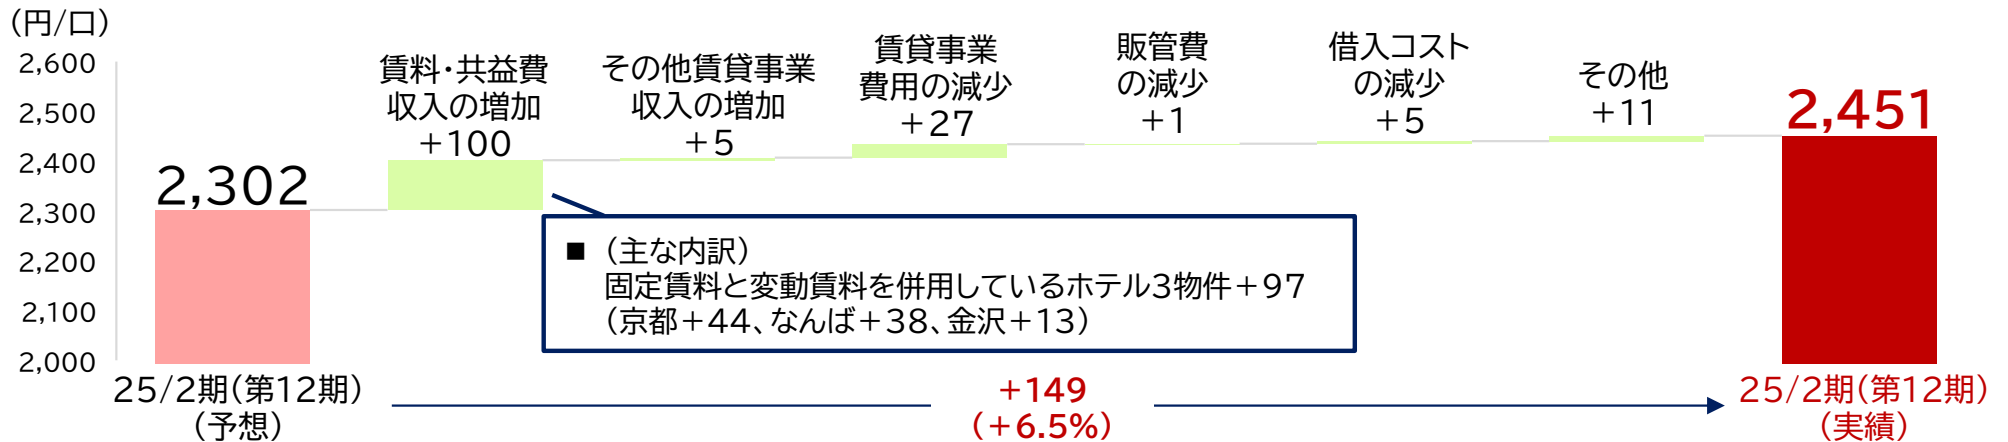 (円/口)
2,600
2,500
2,400
2,300
2,200
2,100
2,000
2,302
賃料・共益費
収入の増加
+100
その他賃貸事業
収入の増加
+5
賃貸事業
費用の減少
+27
販管費
の減少
+1
借入コスト
の減少
+5
その他
+11
2,451
■ (主な内訳)
固定賃料と変動賃料を併用しているホテル3物件+97
(京都+44、なんば+38、金沢+13)
25/2期(第12期)
(予想)
+149
(+6.5%)
25/2期(第12期)
(実績)